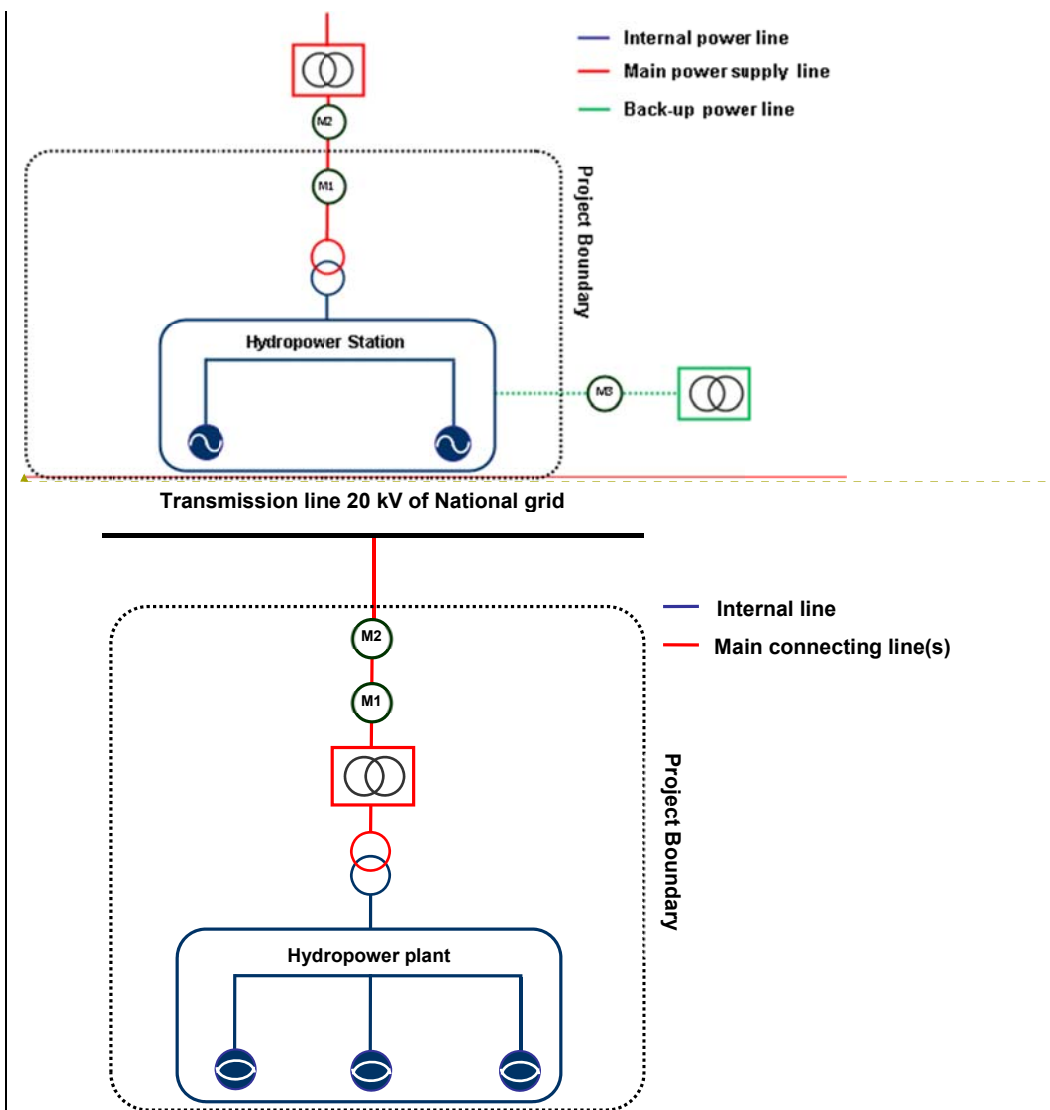 Internal power line
Main power supply line
Back-up power line
M2
M1
Project Boundary
Hydropower Station
M3
Transmission line 20 kV of National grid
Internal line
Main connecting line(s)
M2
M1
Project Boundary
Hydropower plant